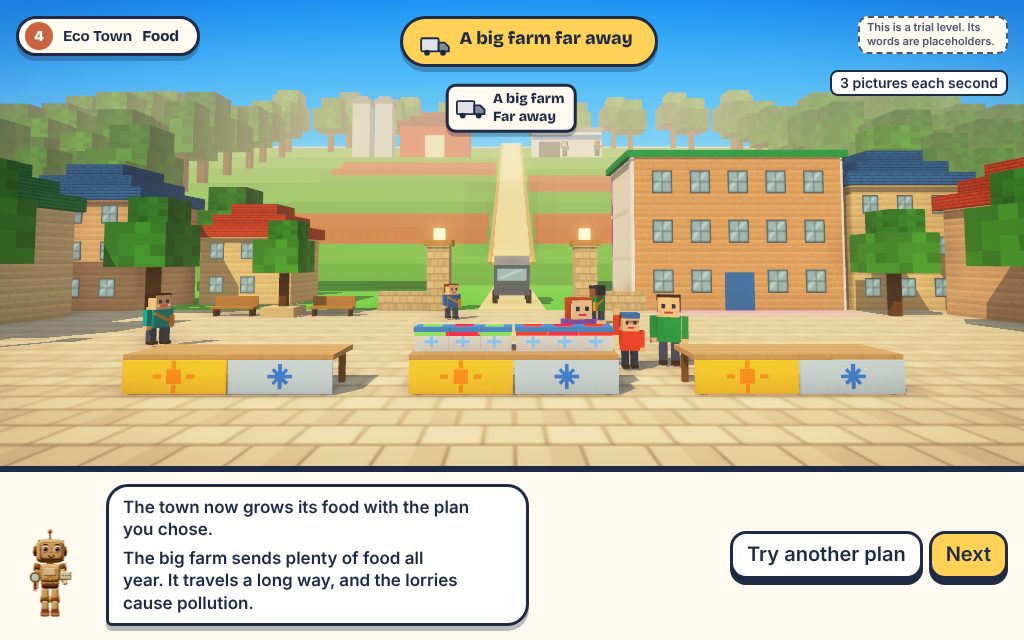 4 Eco Town Food
A big farm far away
This is a trial level. Its
words are placeholders.
3 pictures each second
A big farm
Far away
The town now grows its food with the plan
you chose.
The big farm sends plenty of food all
year. It travels a long way, and the lorries
cause pollution.
Try another plan
Next